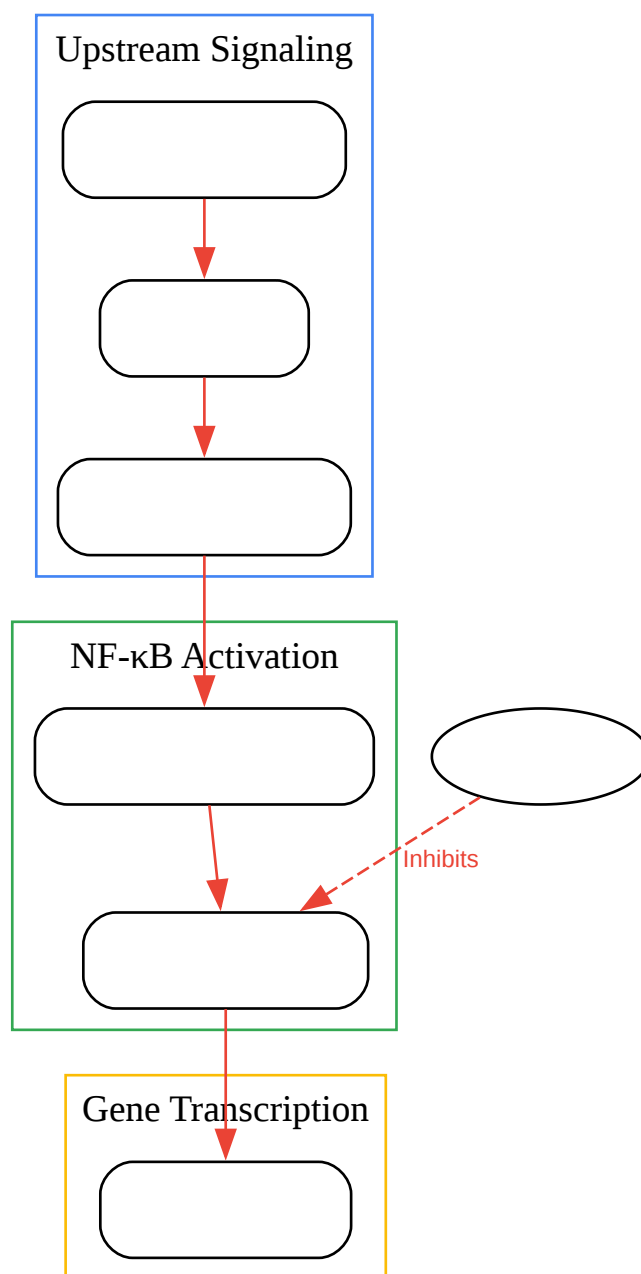 Upstream Signaling
NF-κB Activation
Inhibits
Gene Transcription